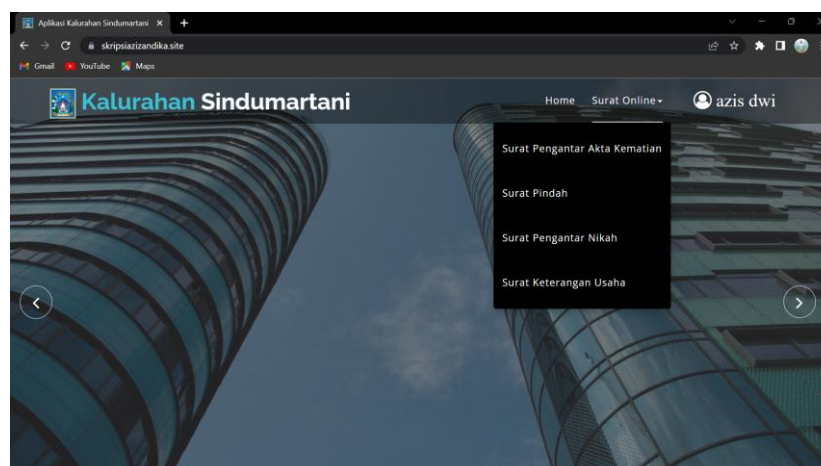 Aplikasi Kalurahan Sindumartani
skripsiazizandika.site
Gmail YouTube Maps
Kalurahan Sindumartani
Home Surat Online azis dwi
Surat Pengantar Akta Kematian
Surat Pindah
Surat Pengantar Nikah
Surat Keterangan Usaha